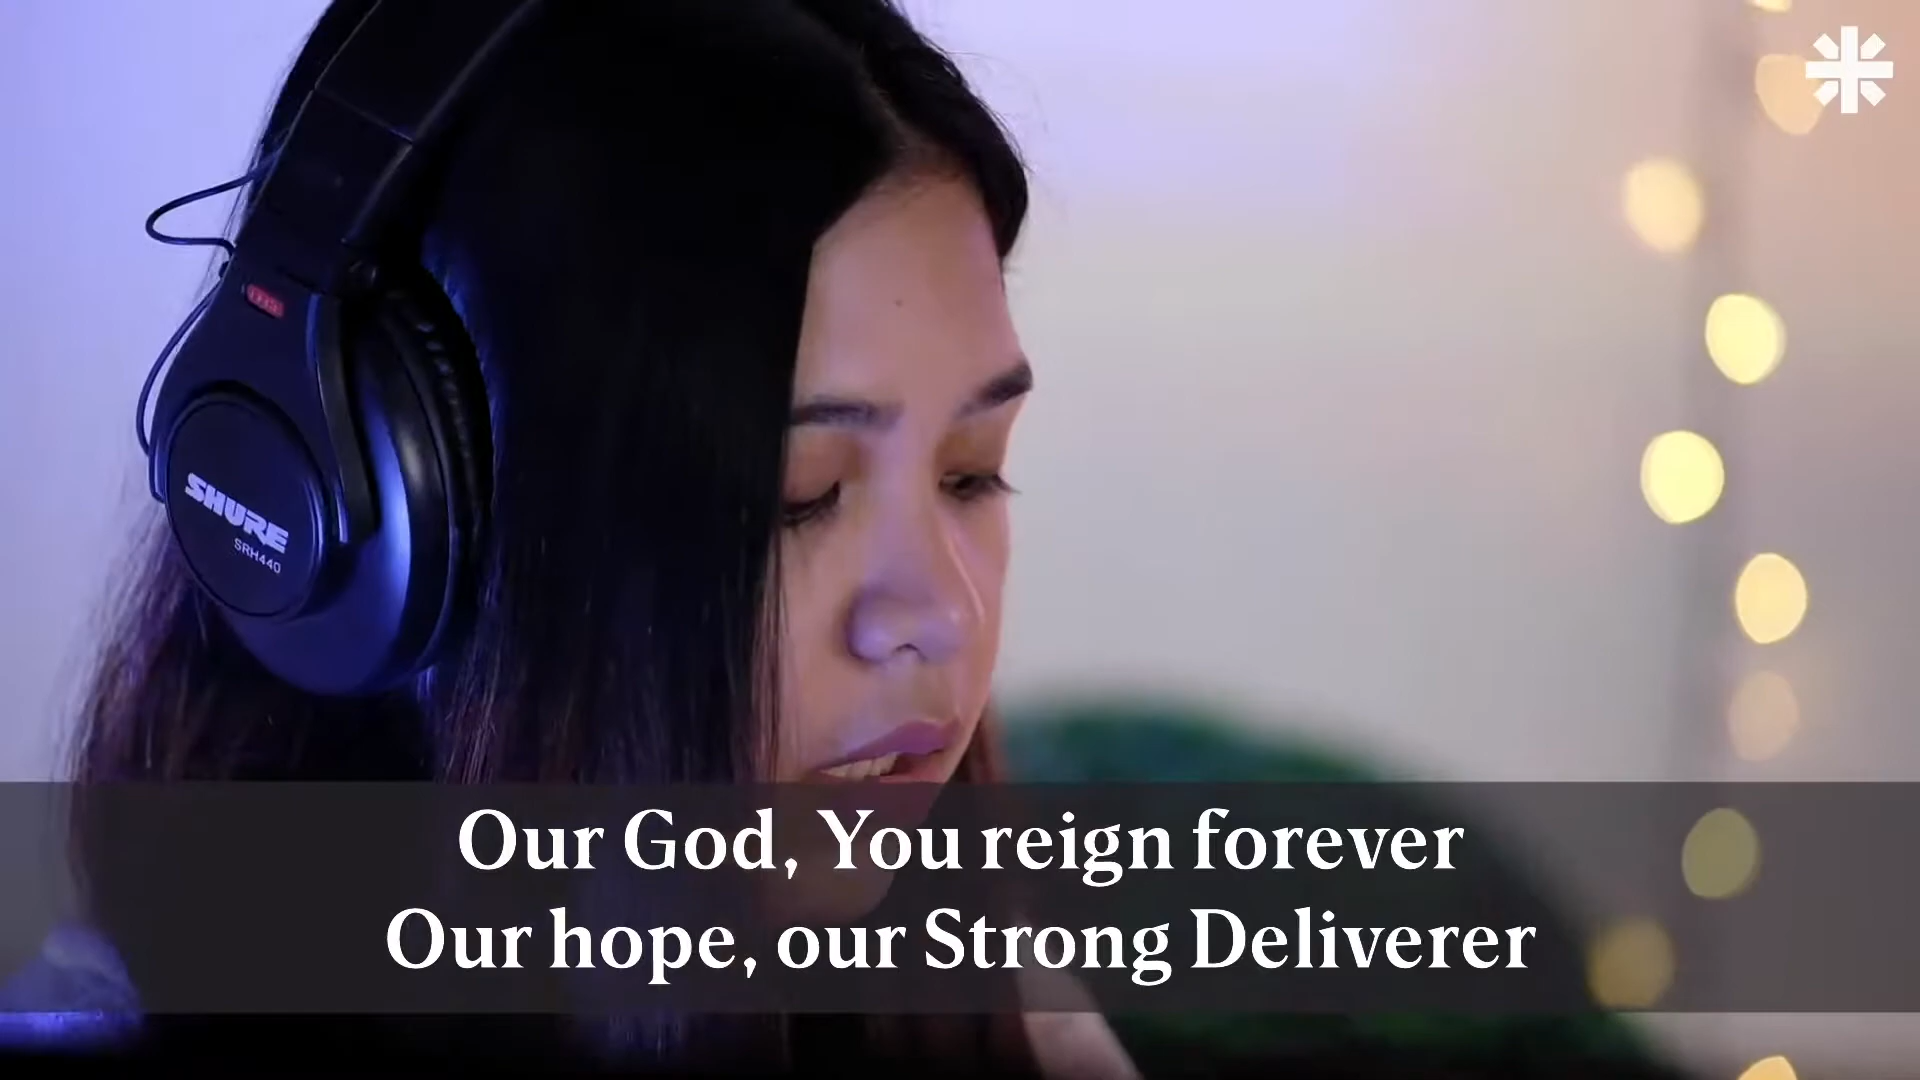 SHURE
SRH440
Our God, You reign forever
Our hope, our Strong Deliverer